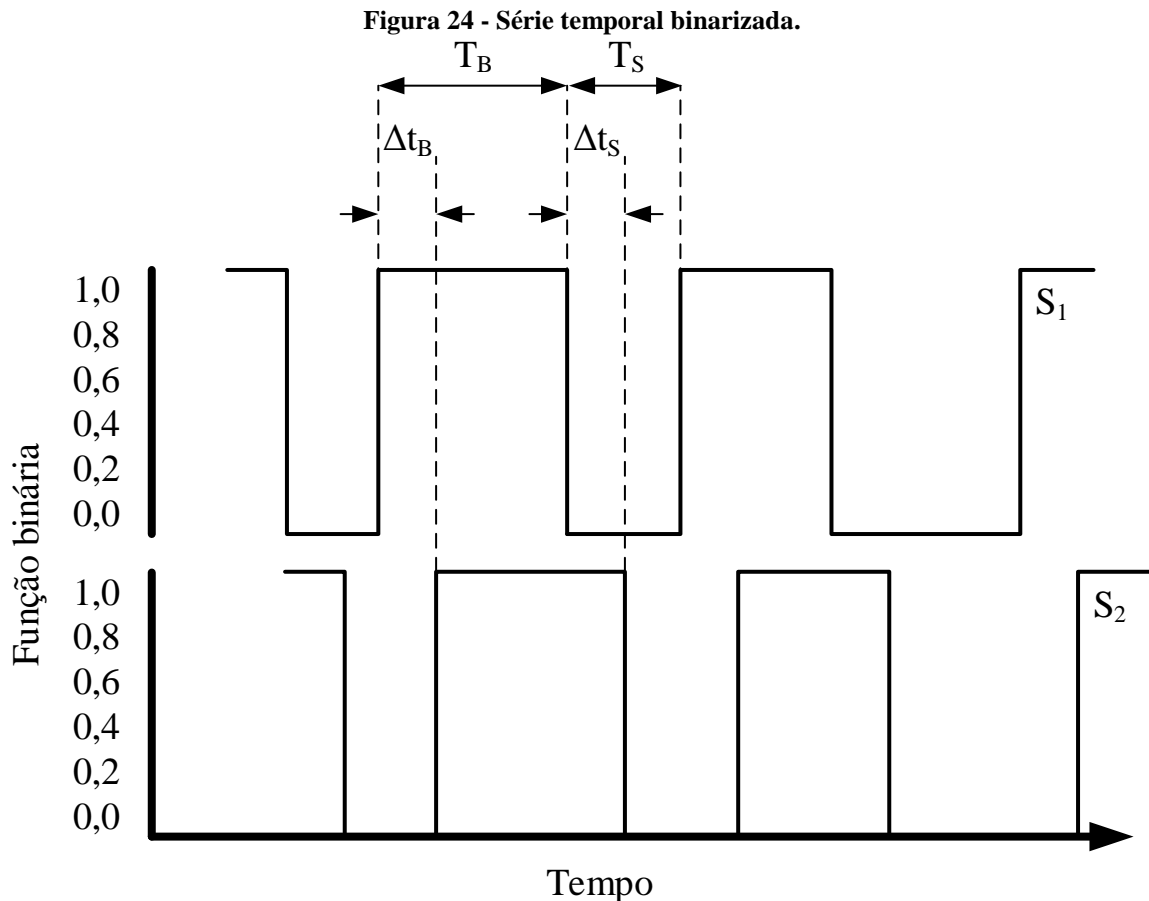 Figura 24 - Série temporal binarizada.
T_B
T_S
Δt_B
Δt_S
1,0
0,8
0,6
0,4
0,2
0,0
S_1
Função binária
1,0
0,8
0,6
0,4
0,2
0,0
S_2
Tempo